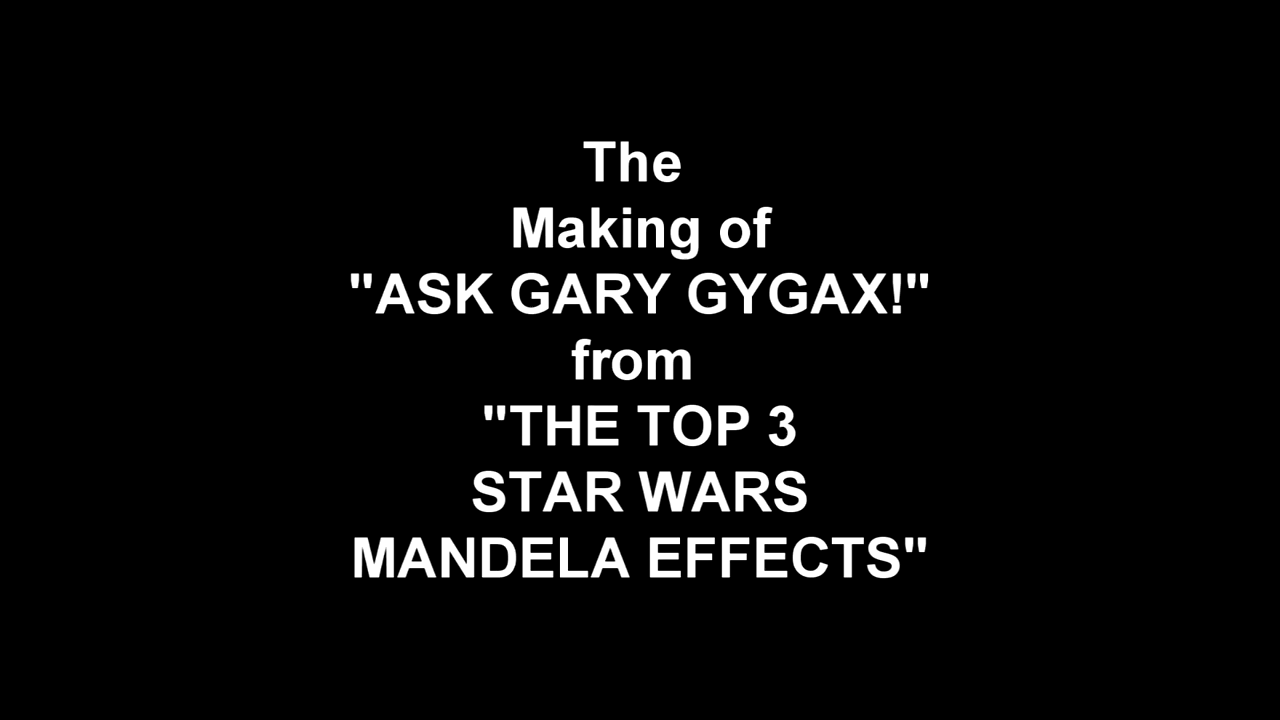 The
Making of
"ASK GARY GYGAX!"
from
"THE TOP 3
STAR WARS
MANDELA EFFECTS"